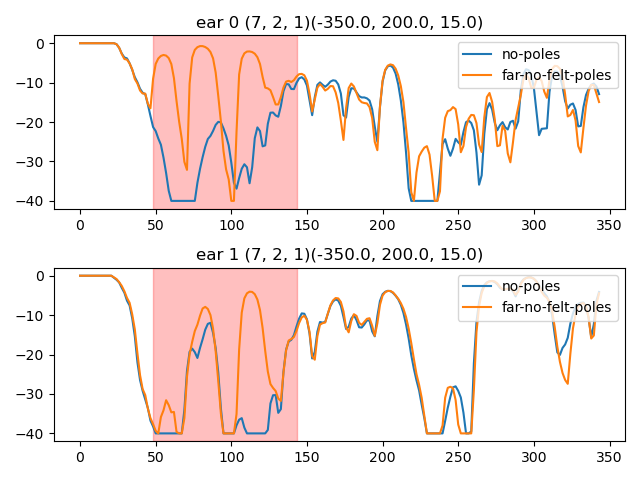 ear 0 (7, 2, 1)(-350.0, 200.0, 15.0)
0
−10
−20
−30
−40
no-poles
far-no-felt-poles
0 50 100 150 200 250 300 350
ear 1 (7, 2, 1)(-350.0, 200.0, 15.0)
0
−10
−20
−30
−40
no-poles
far-no-felt-poles
0 50 100 150 200 250 300 350